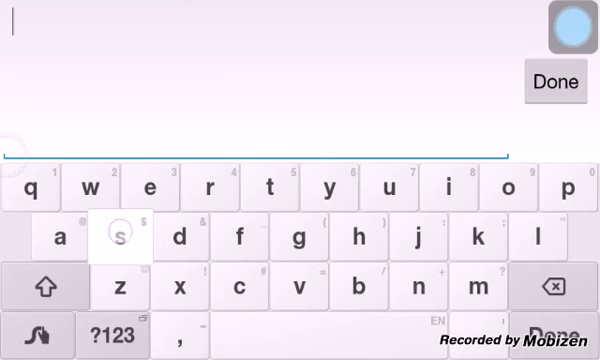 Done
1 2 3 4 5 6 7 8 9 0
q w e r t y u i o p
@ $ & _ ( ) : ; "
a s d f g h j k l
! # = / + ?
z x c v b n m
?123 , EN Done
Recorded by Mobizen